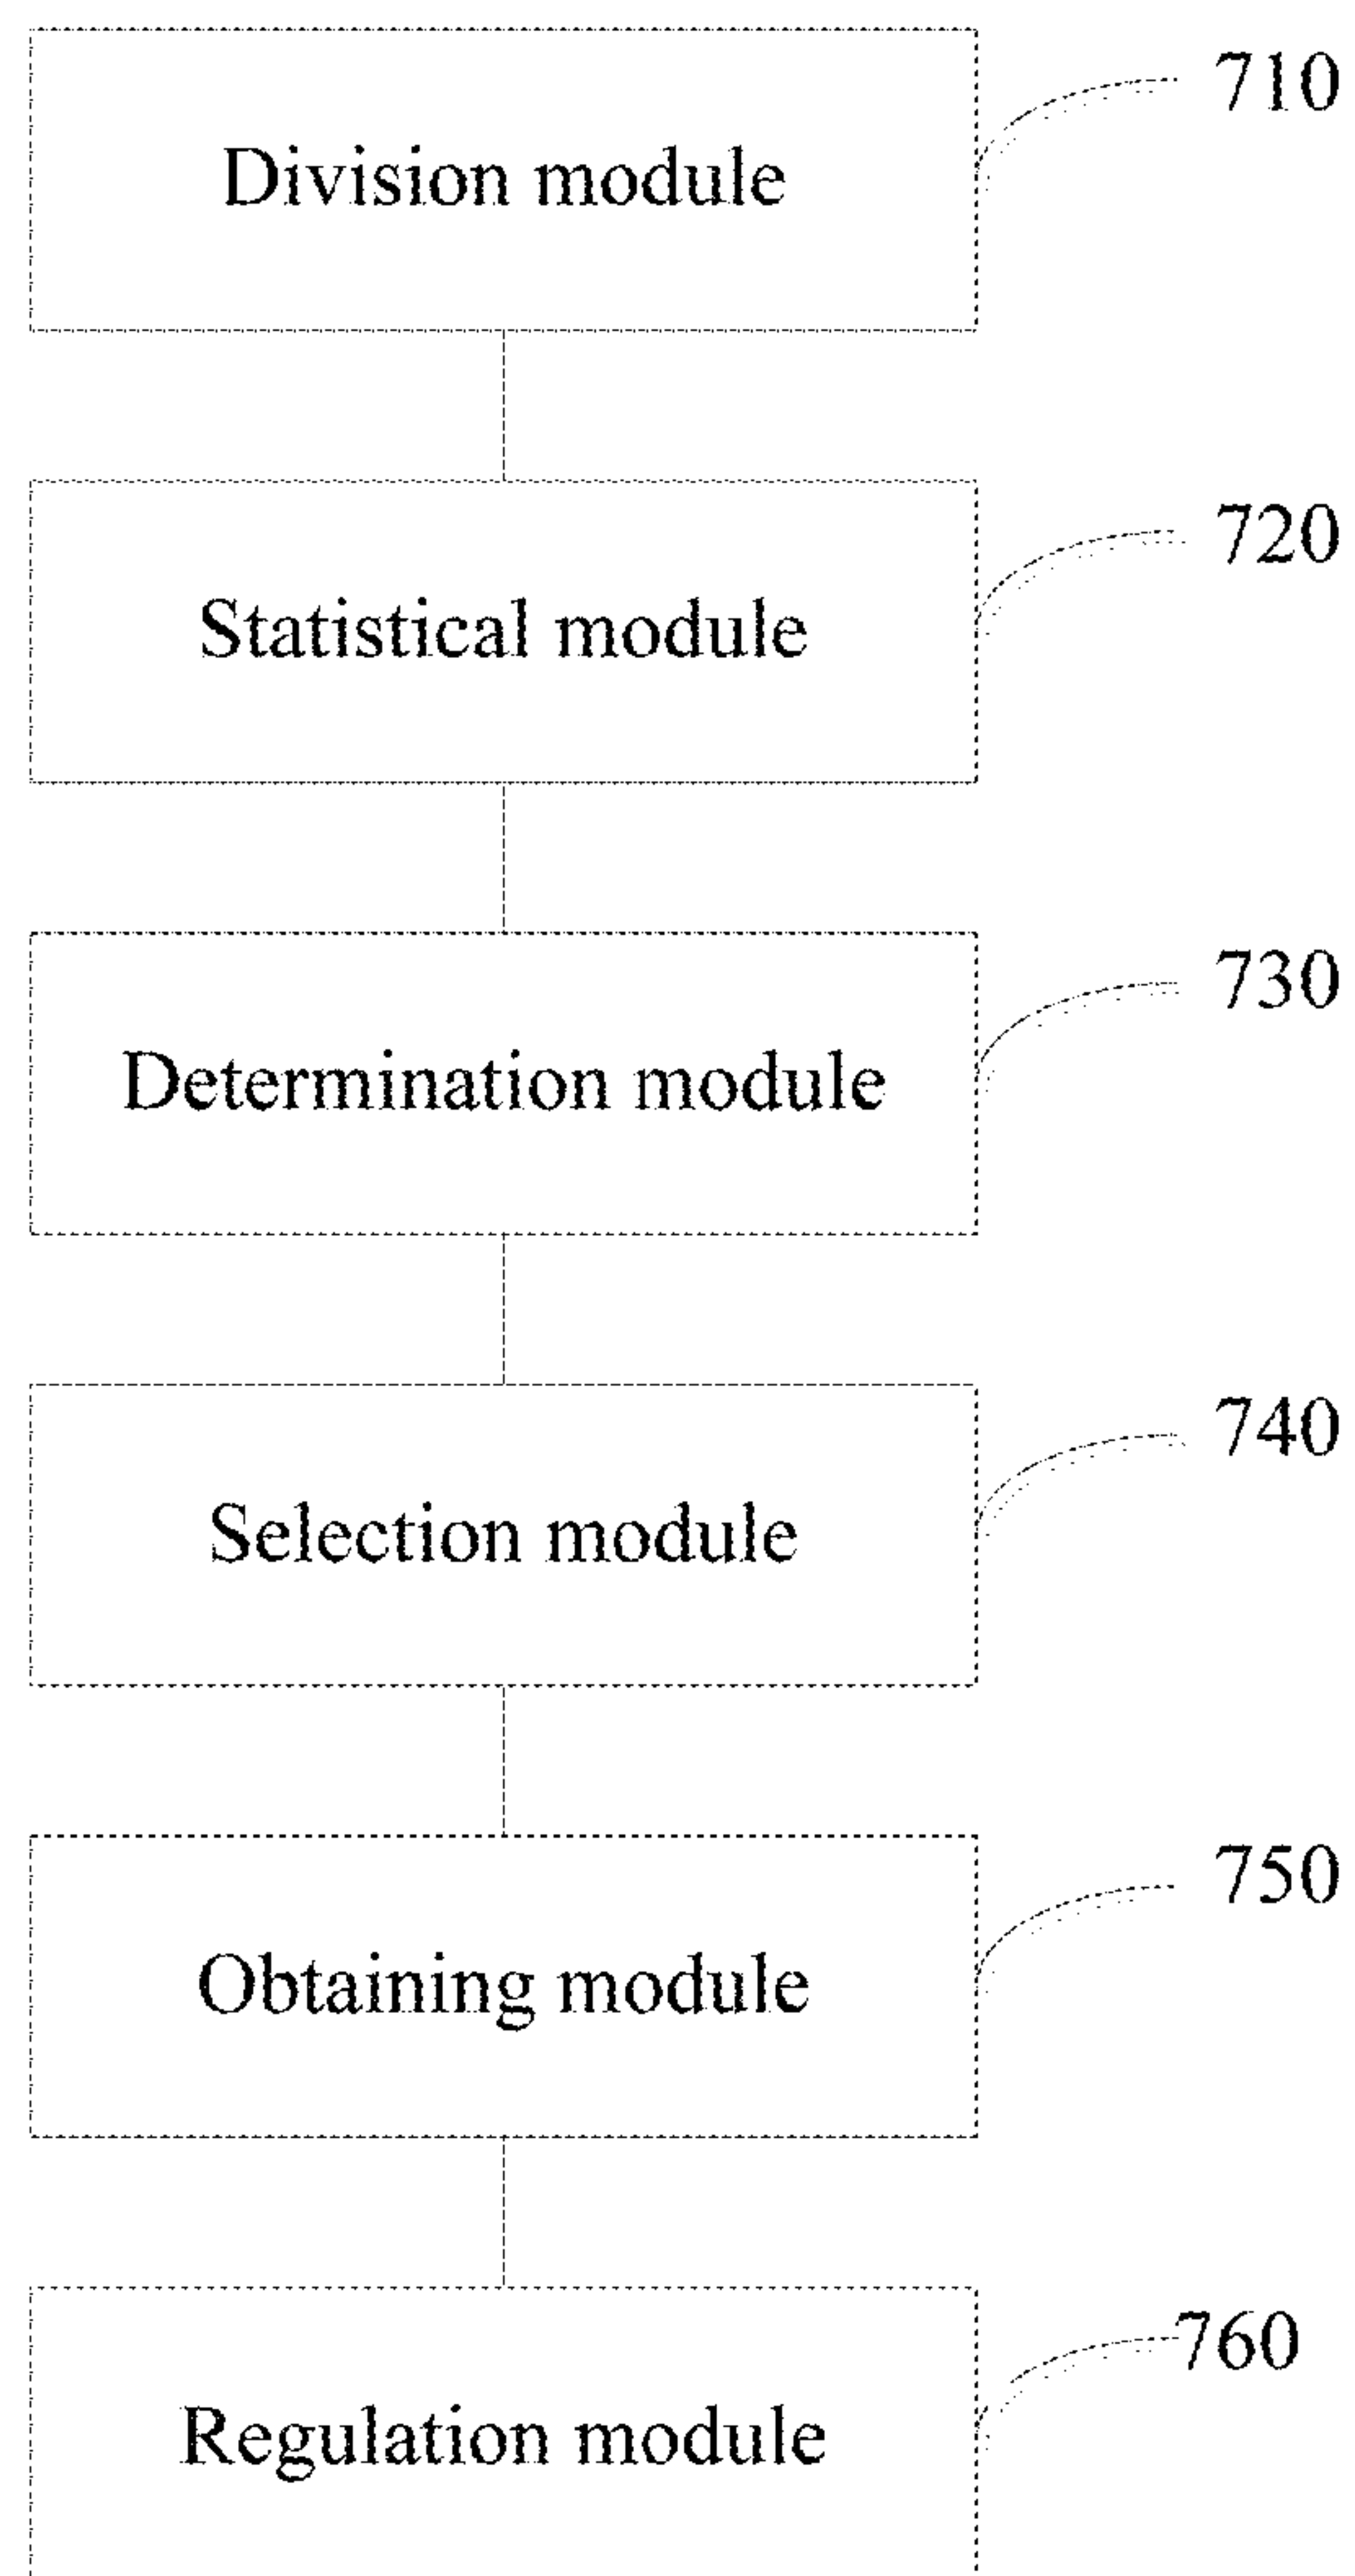 Division module
710
Statistical module
720
Determination module
730
Selection module
740
Obtaining module
750
Regulation module
760